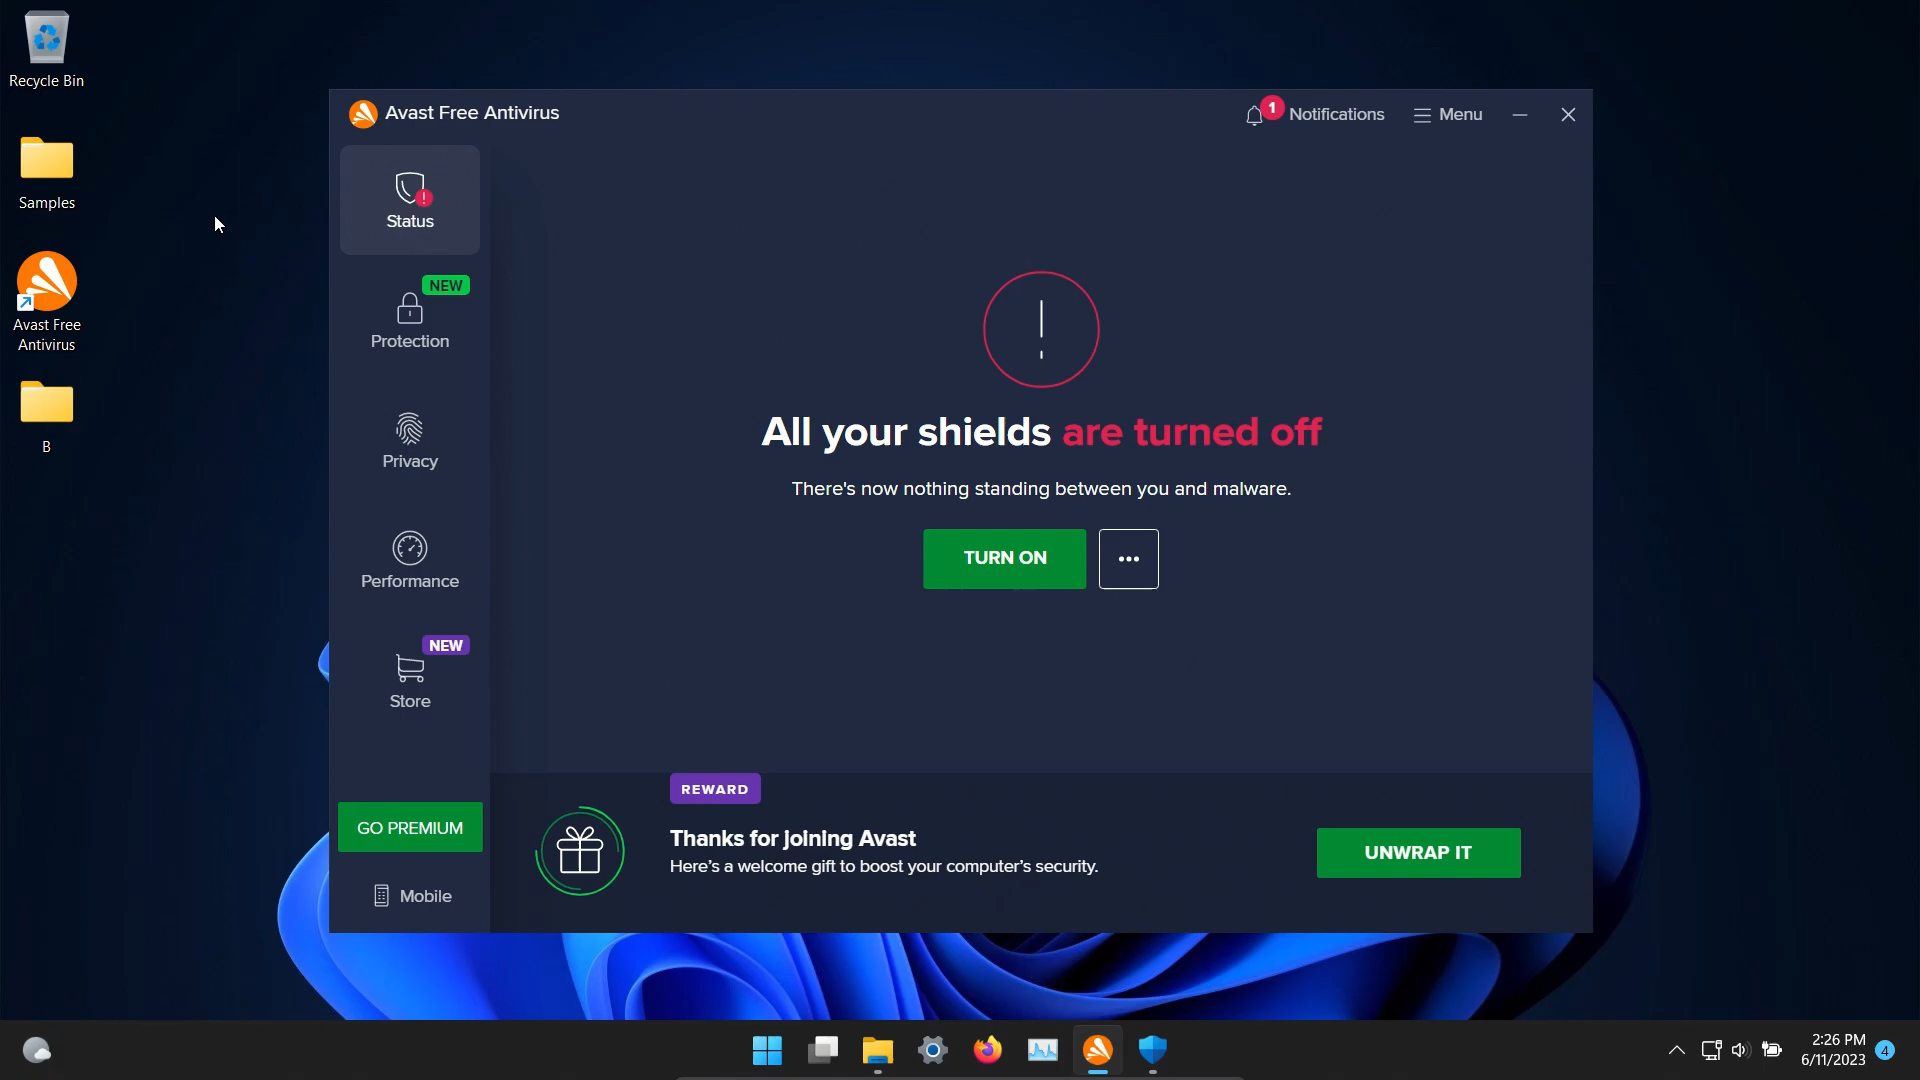 Recycle Bin
Samples
Avast Free
Antivirus
B
Avast Free Antivirus
1
Notifications
Menu
Status
NEW
Protection
Privacy
Performance
NEW
Store
GO PREMIUM
Mobile
All your shields are turned off
There's now nothing standing between you and malware.
TURN ON
REWARD
Thanks for joining Avast
Here's a welcome gift to boost your computer's security.
UNWRAP IT
2:26 PM
6/11/2023
4